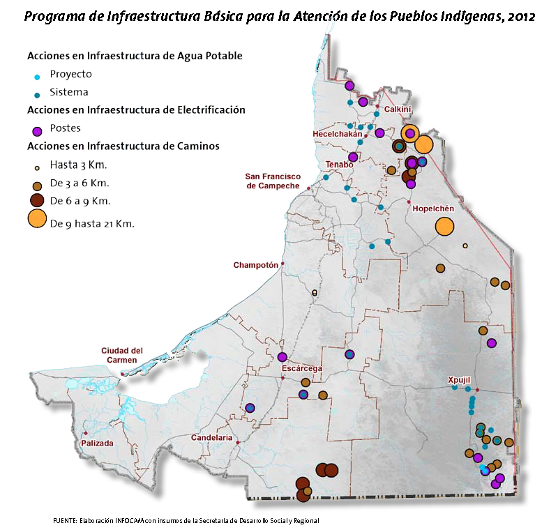 Programa de Infraestructura Básica para la Atención de los Pueblos Indígenas, 2012
Acciones en Infraestructura de Agua Potable
Proyecto
Sistema
Acciones en Infraestructura de Electrificación
Postes
Acciones en Infraestructura de Caminos
Hasta 3 Km.
De 3 a 6 Km.
De 6 a 9 Km.
De 9 hasta 21 Km.
Calkiní
Hecelchakán
Tenabo
San Francisco
de Campeche
Hopelchén
Champotón
Ciudad del
Carmen
Escárcega
Xpujil
Palizada
Candelaria
FUENTE: Elaboración INFOCAM con insumos de la Secretaría de Desarrollo Social y Regional